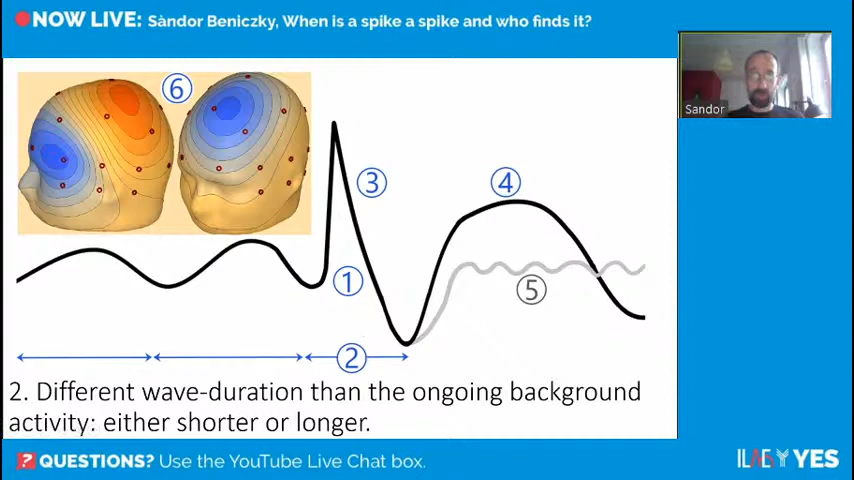 NOW LIVE: Sàndor Beniczky, When is a spike a spike and who finds it?
Sandor
6
3
4
1
5
2
2. Different wave-duration than the ongoing background
activity: either shorter or longer.
? QUESTIONS? Use the YouTube Live Chat box.
ILAE YES